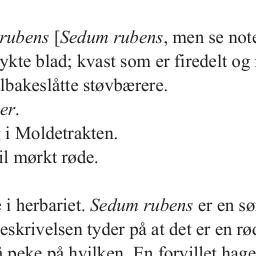 rubens [Sedum rubens, men se note
ykte blad; kvast som er firedelt og
lbakeslåtte støvbærere.
er.
i Moldetrakten.
il mørkt røde.
i herbariet. Sedum rubens er en sø
eskrivelsen tyder på at det er en rød
peke på hvilken. En forvillet hage